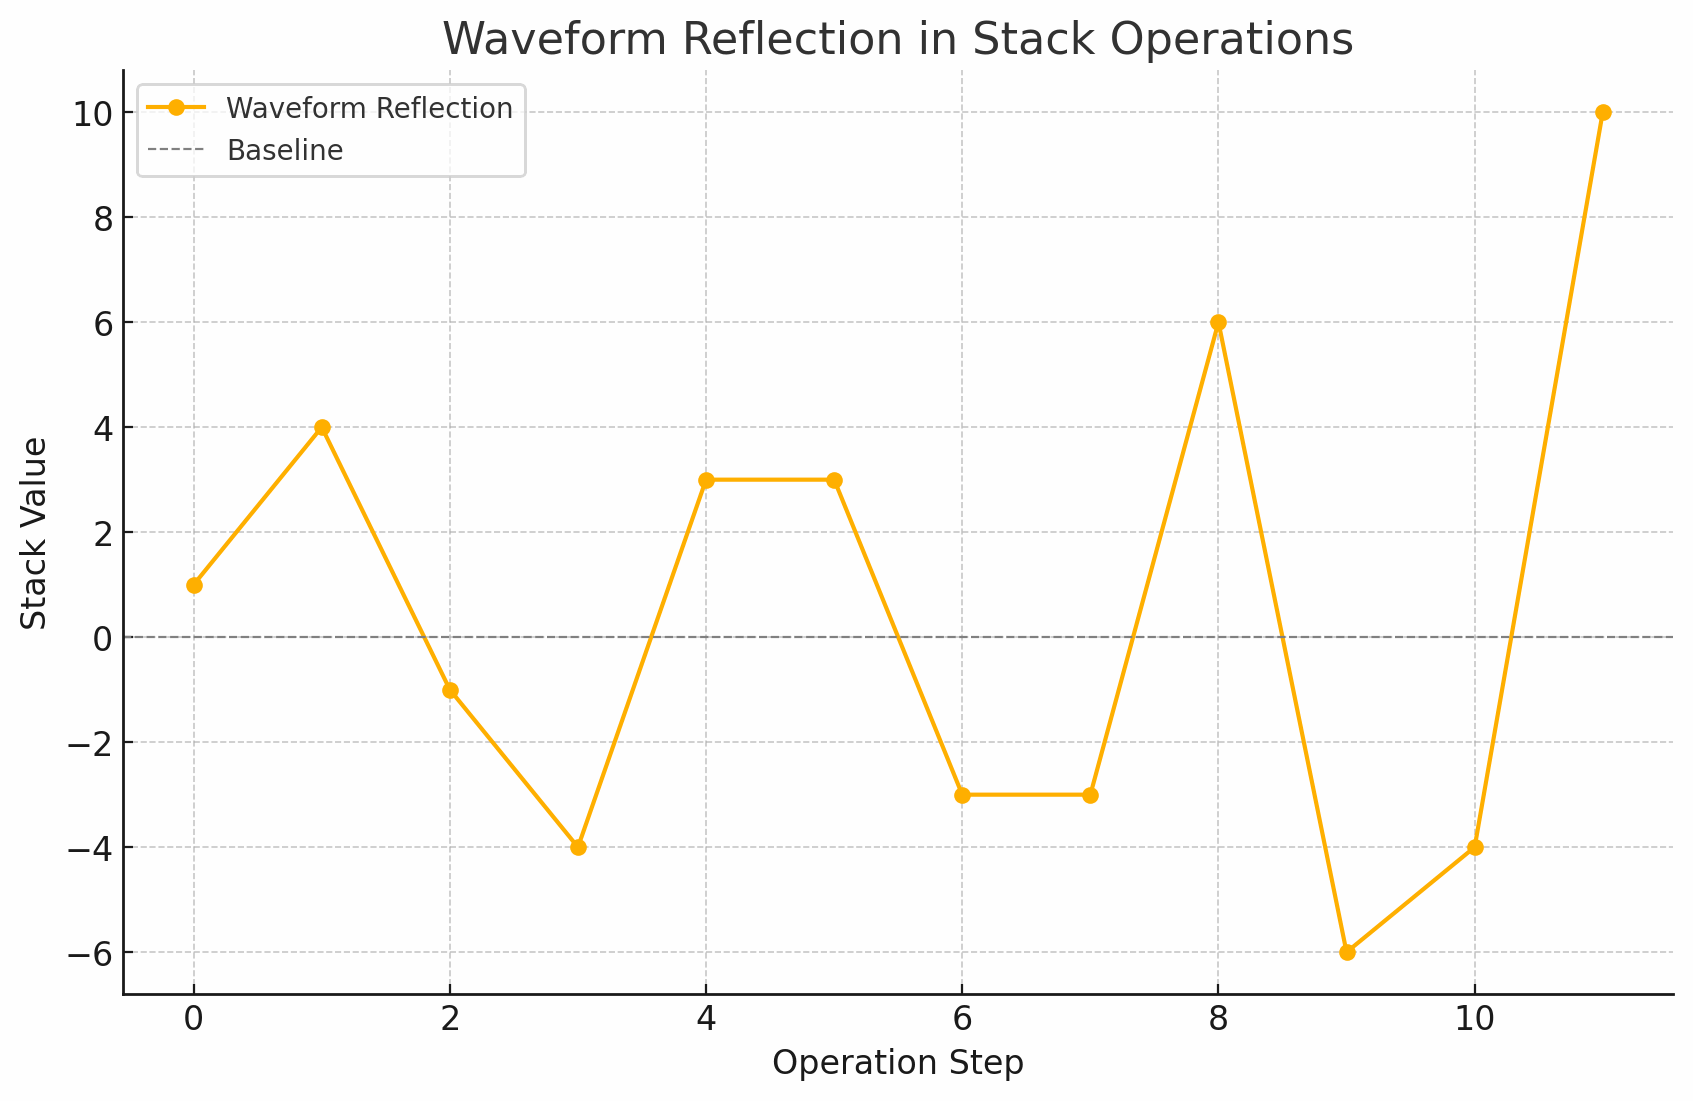 Waveform Reflection in Stack Operations
Waveform Reflection
Baseline
10
8
6
4
2
0
−2
−4
−6
Stack Value
0 2 4 6 8 10
Operation Step